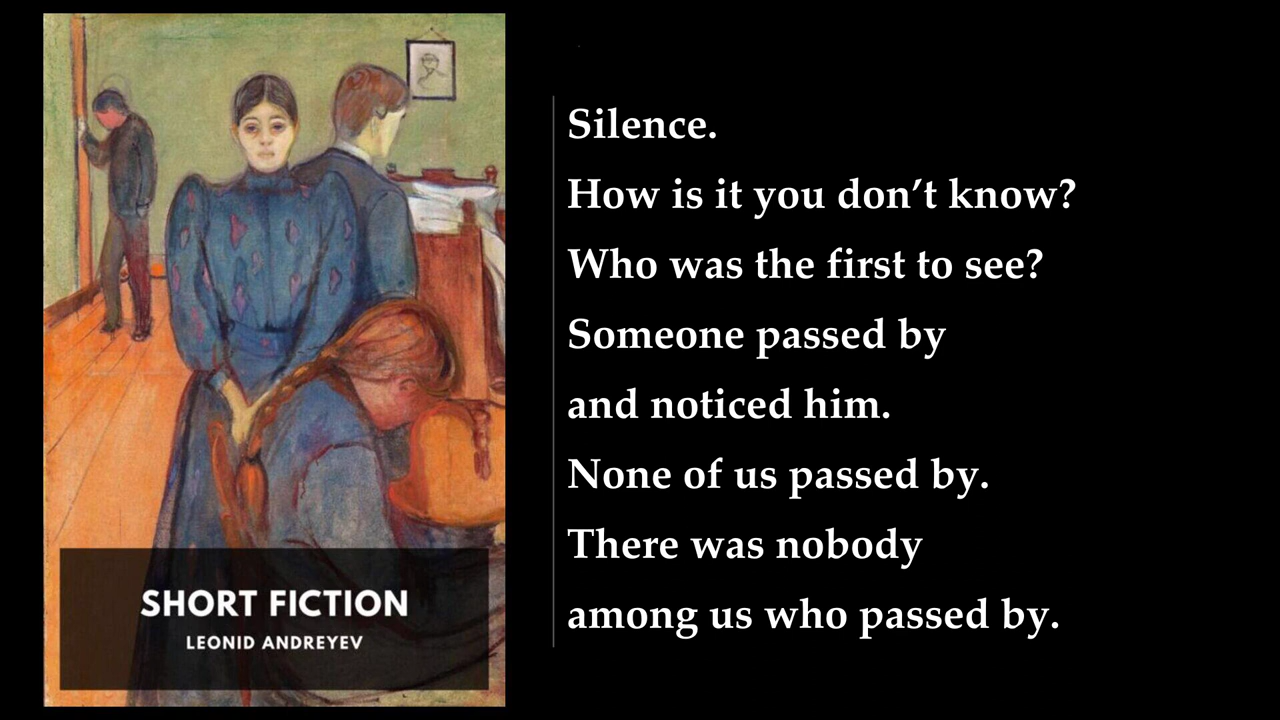 SHORT FICTION
LEONID ANDREYEV
Silence.
How is it you don’t know?
Who was the first to see?
Someone passed by
and noticed him.
None of us passed by.
There was nobody
among us who passed by.